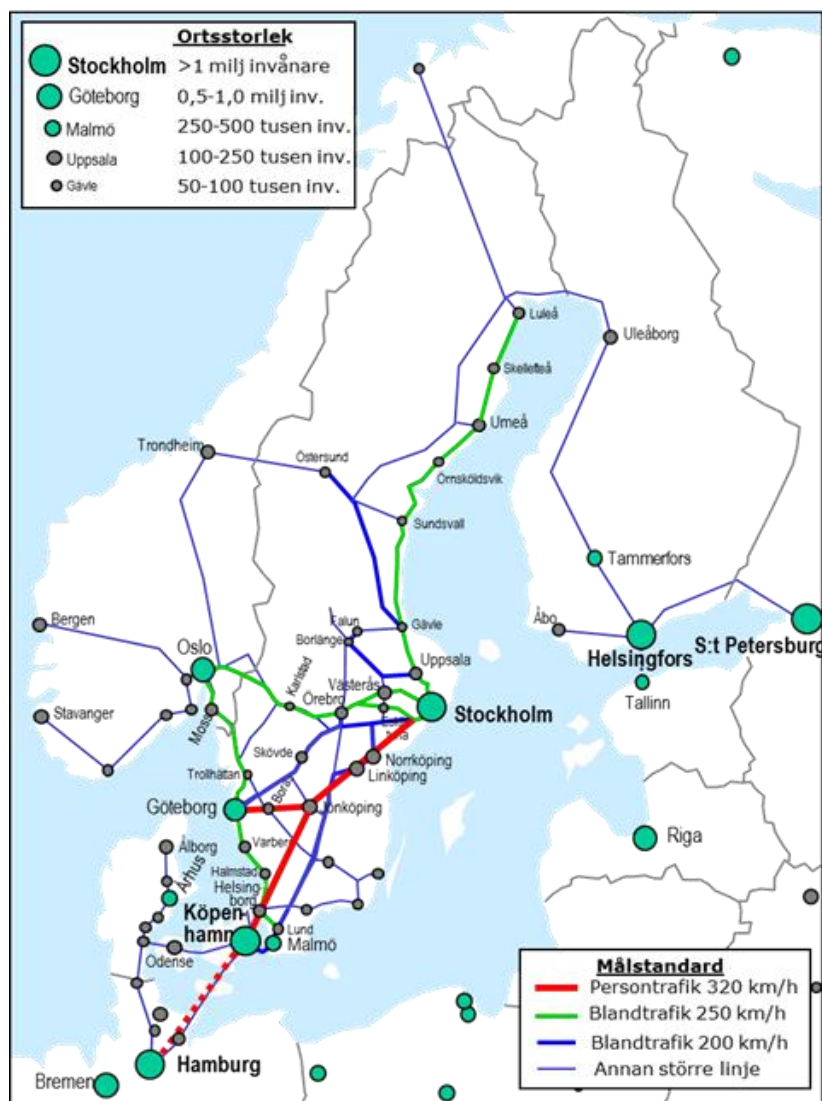 Ortsstorlek
Stockholm >1 milj invånare
Göteborg 0,5-1,0 milj inv.
Malmö 250-500 tusen inv.
Uppsala 100-250 tusen inv.
Gävle 50-100 tusen inv.
Luleå
Uleåborg
Skellefteå
Umeå
Trondheim
Östersund
Örnsköldsvik
Sundsvall
Tammerfors
Bergen
Falun
Gävle
Åbo
Borlänge
Oslo
Uppsala
Helsingfors
S:t Petersburg
Karlstad
Västerås
Örebro
Tallinn
Stavanger
Moss
Stockholm
Skövde
Norrköping
Linköping
Trollhättan
Göteborg
Borås
Jönköping
Riga
Ålborg
Varberg
Århus
Halmstad
Helsing-
borg
Köpen-
hamn
Lund
Malmö
Odense
Hamburg
Bremen
Målstandard
Persontrafik 320 km/h
Blandtrafik 250 km/h
Blandtrafik 200 km/h
Annan större linje